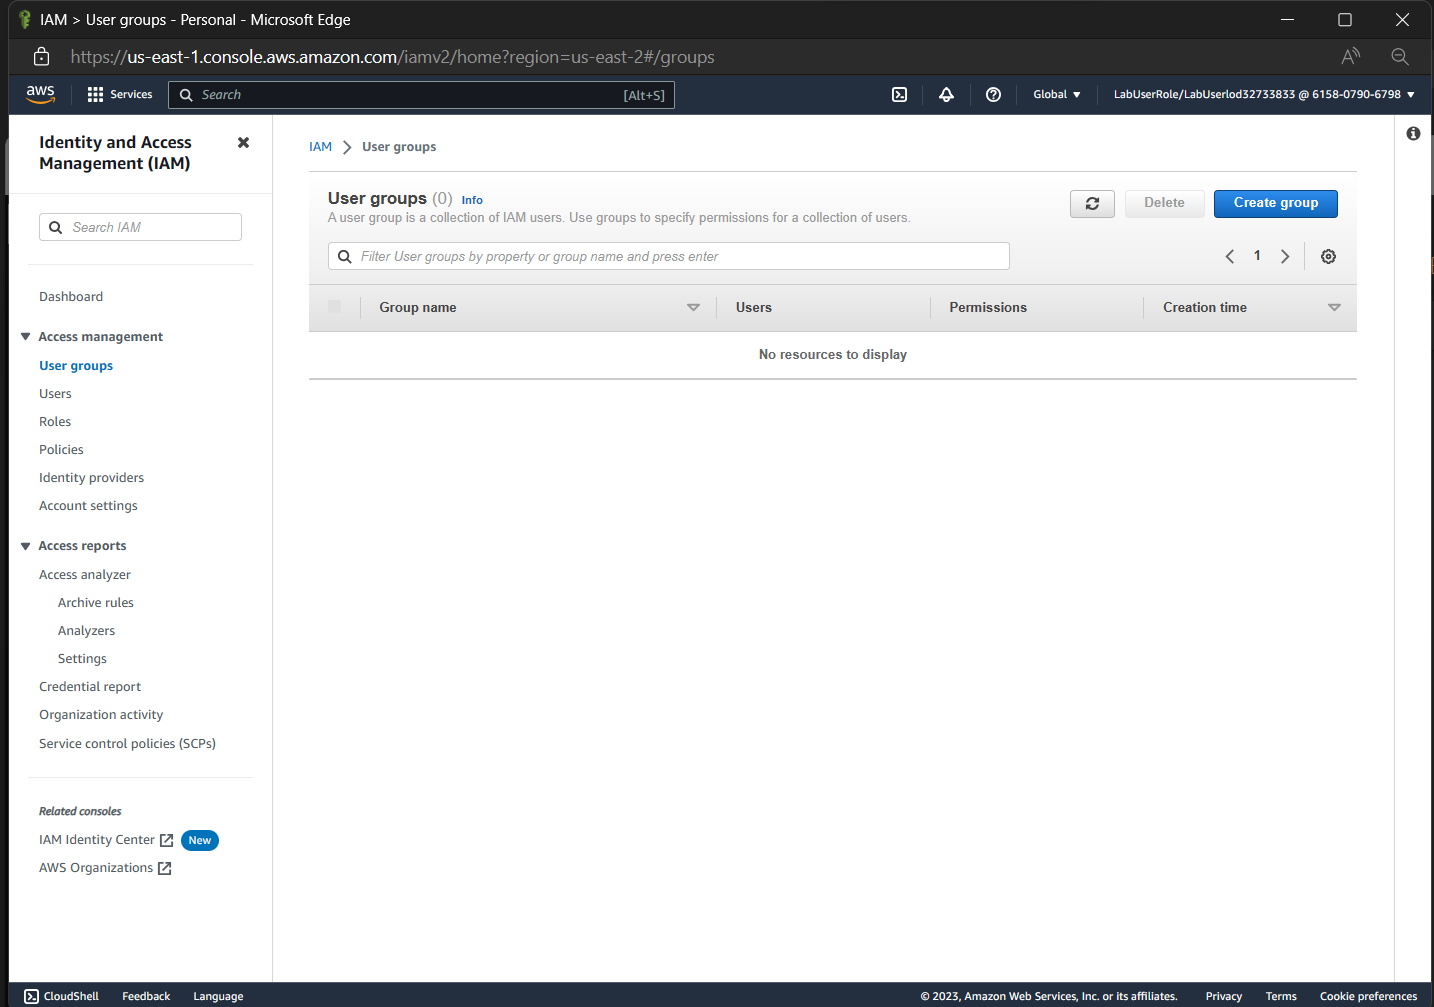 IAM > User groups - Personal - Microsoft Edge
https://us-east-1.console.aws.amazon.com/iamv2/home?region=us-east-2#/groups
aws Services Search [Alt+S] Global LabUserRole/LabUserlod32733833 @ 6158-0790-6798
Identity and Access
Management (IAM)
Search IAM
Dashboard
Access management
User groups
Users
Roles
Policies
Identity providers
Account settings
Access reports
Access analyzer
Archive rules
Analyzers
Settings
Credential report
Organization activity
Service control policies (SCPs)
Related consoles
IAM Identity Center New
AWS Organizations
IAM > User groups
User groups (0) Info
A user group is a collection of IAM users. Use groups to specify permissions for a collection of users.
Delete Create group
Filter User groups by property or group name and press enter
1
Group name Users Permissions Creation time
No resources to display
CloudShell Feedback Language © 2023, Amazon Web Services, Inc. or its affiliates. Privacy Terms Cookie preferences